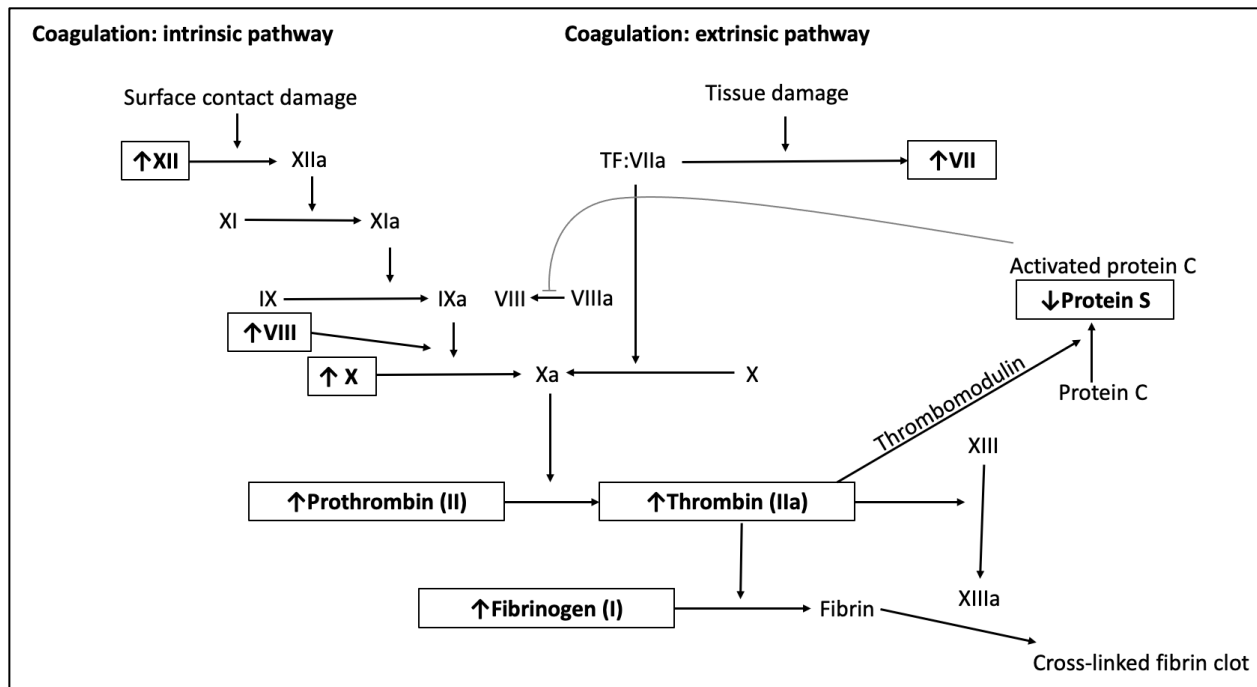 Coagulation: intrinsic pathway
Coagulation: extrinsic pathway
Surface contact damage
Tissue damage
↑XII
XIIa
TF:VIIa
↑VII
XI
XIa
Activated protein C
↓Protein S
IX
IXa
VIII
VIIIa
↑VIII
↑ X
Xa
X
Thrombomodulin
Protein C
XIII
↑Prothrombin (II)
↑Thrombin (IIa)
XIIIa
↑Fibrinogen (I)
Fibrin
Cross-linked fibrin clot